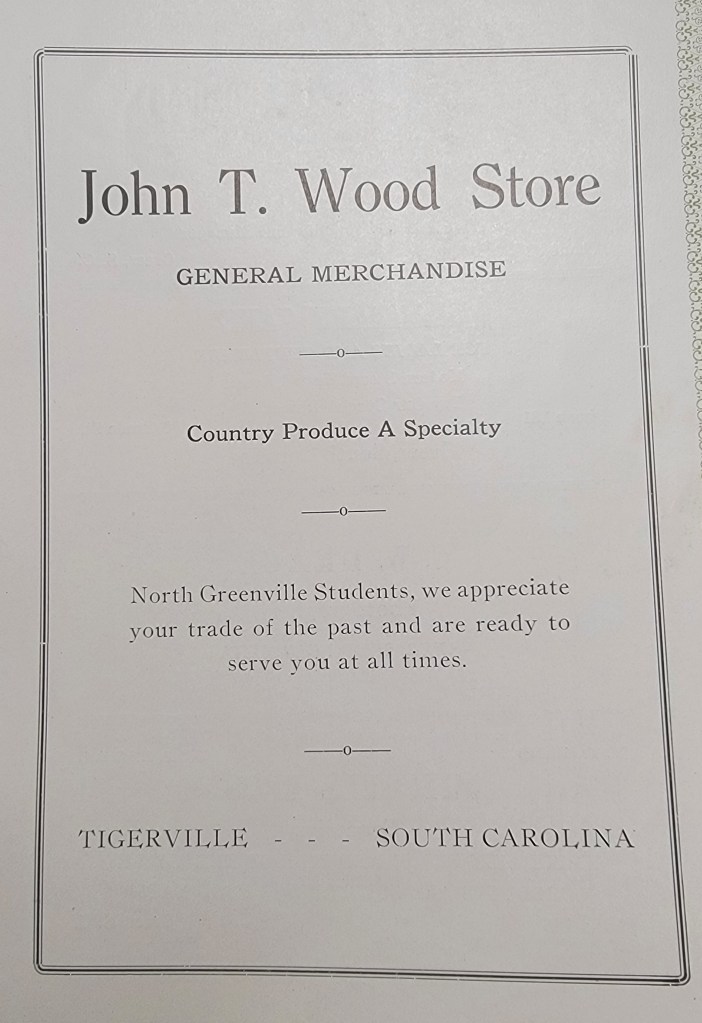 John T. Wood Store
GENERAL MERCHANDISE
——o——
Country Produce A Specialty
——o——
North Greenville Students, we appreciate
your trade of the past and are ready to
serve you at all times.
——o——
TIGERVILLE - - - SOUTH CAROLINA